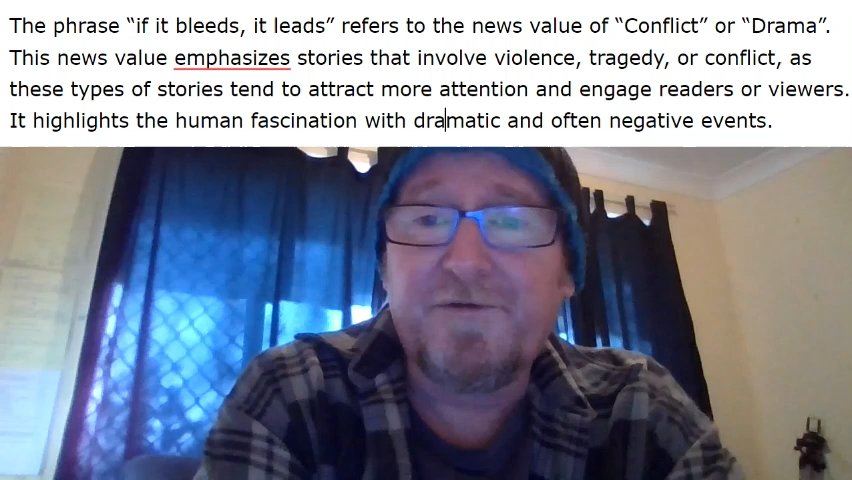 The phrase “if it bleeds, it leads” refers to the news value of “Conflict” or “Drama”.
This news value emphasizes stories that involve violence, tragedy, or conflict, as
these types of stories tend to attract more attention and engage readers or viewers.
It highlights the human fascination with dramatic and often negative events.